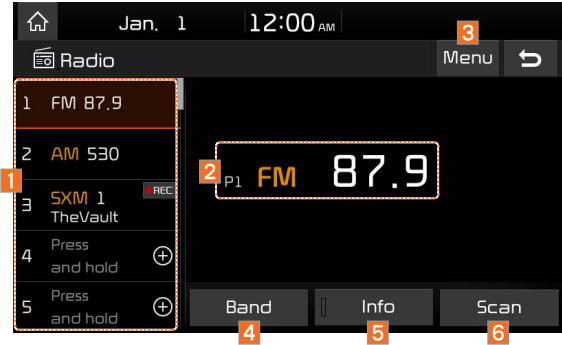 Jan. 1 12:00 AM
3
Radio Menu
1 FM 87.9
2 AM 530
1
2 P1 FM 87.9
3 SXM 1 REC
TheVault
4 Press
and hold
5 Press
and hold
Band Info Scan
4 5 6